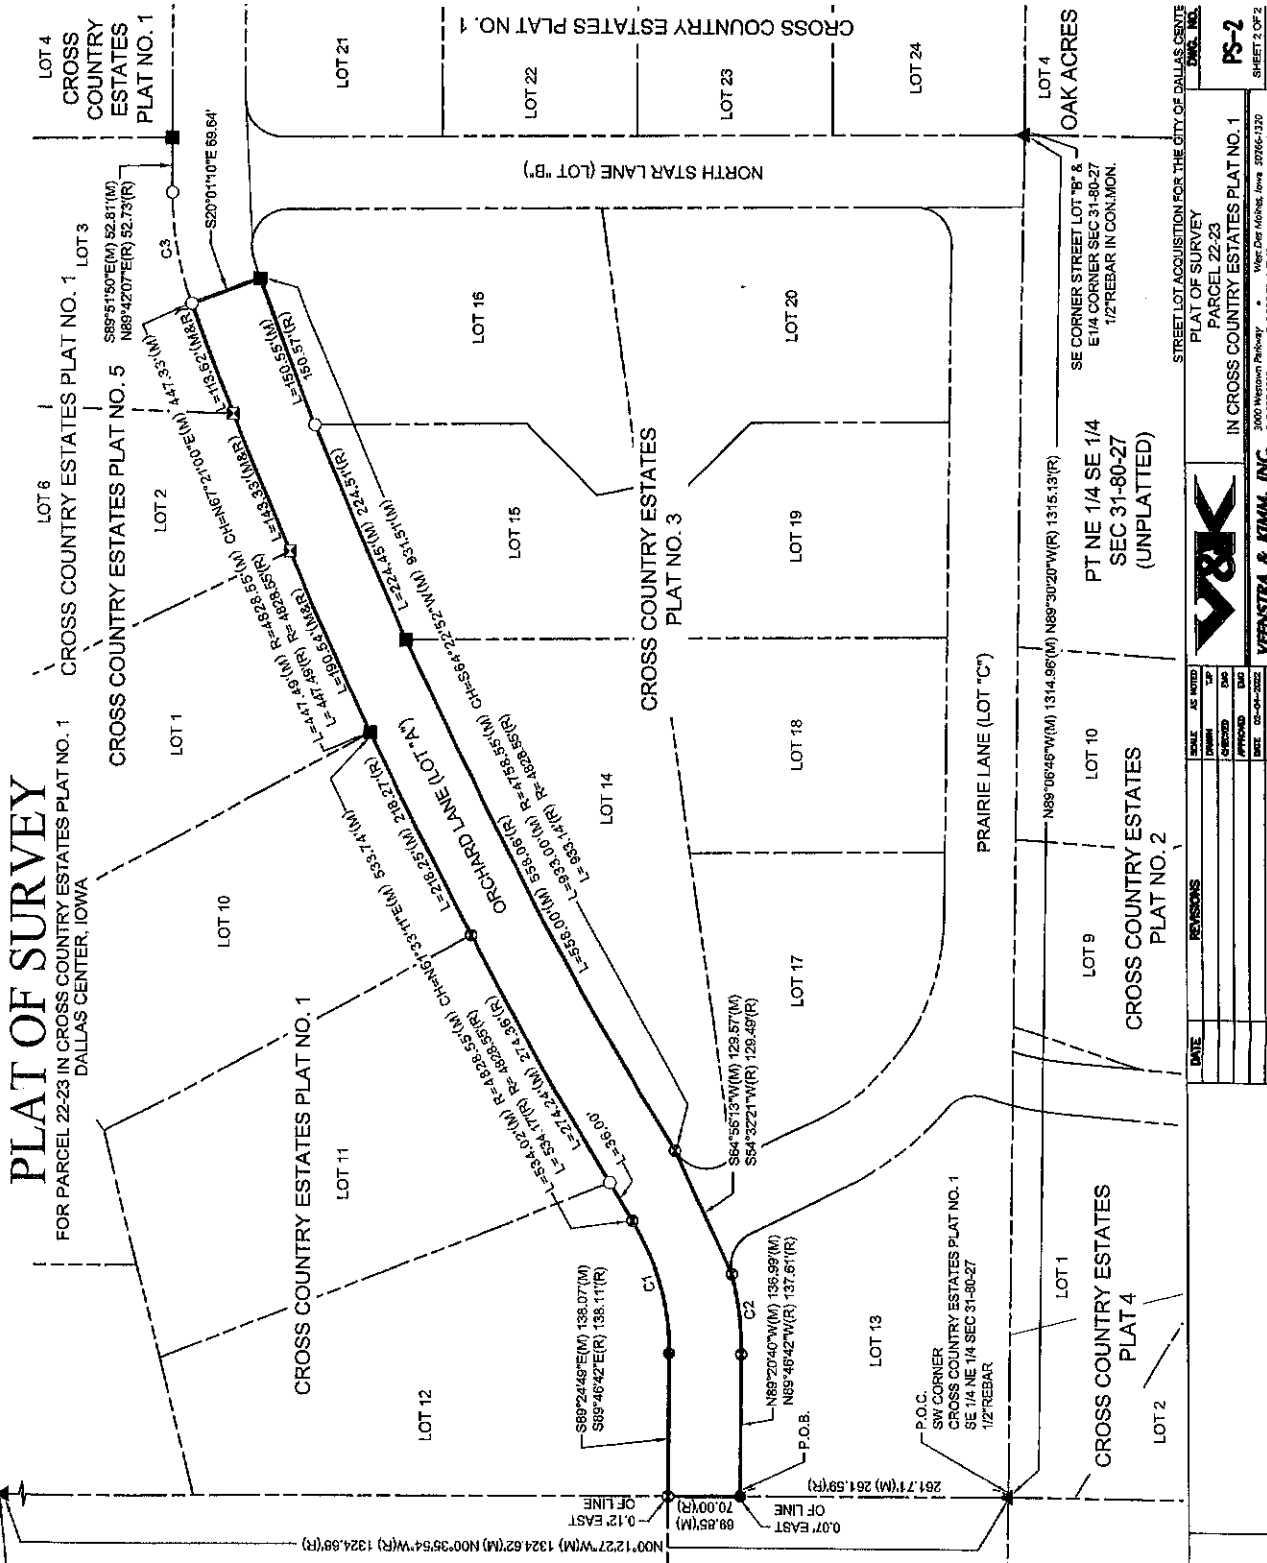 PLAT OF SURVEY
FOR PARCEL 22-23 IN CROSS COUNTRY ESTATES PLAT NO. 1
DALLAS CENTER, IOWA
LOT 6
CROSS COUNTRY ESTATES PLAT NO. 1
LOT 3
LOT 4
CROSS
COUNTRY
ESTATES
PLAT NO. 1
CROSS COUNTRY ESTATES PLAT NO. 5
LOT 2
LOT 1
S89°51'50"E(M) 52.81'(M)
N89°42'07"E(R) 52.73'(R)
C3
S20°01'10"E 69.64'
LOT 10
CROSS COUNTRY ESTATES PLAT NO. 1
LOT 11
LOT 12
L=447.49'(M) R=4828.55'(M) CH=N67°21'00"E(M) 447.33'(M)
L=447.49'(R) R=4828.55'(R)
L=190.54'(M&R)
L=143.33'(M&R)
L=113.62'(M&R)
L=534.02'(M) R=4828.55'(M) CH=N61°33'11"E(M) 533.74'(M)
L=534.17'(R) R=4828.55'(R)
L=274.24'(M) 274.36'(R)
L=218.25'(M) 218.27'(R)
L=36.00'
ORCHARD LANE (LOT "A")
L=150.55'(M)
150.57'(R)
L=224.45'(M) 224.51'(R)
L=558.00'(M) 558.06'(R)
L=933.00'(M) R=4758.55'(M) CH=S64°22'52"W(M) 931.51'(M)
L=933.14'(R) R=4828.55'(R)
S89°24'49"E(M) 138.07'(M)
S89°46'42"E(R) 138.11'(R)
C1
C2
S64°56'13"W(M) 129.57'(M)
S54°32'21"W(R) 129.49'(R)
N89°20'40"W(M) 136.99'(M)
N89°46'42"W(R) 137.61'(R)
P.O.B.
0.12' EAST
OF LINE
69.85'(M)
70.00'(R)
0.07' EAST
OF LINE
261.71'(M) 261.59'(R)
N00°12'27"W(M) 1324.62'(M) N00°35'54"W(R) 1324.68'(R)
P.O.C.
SW CORNER
CROSS COUNTRY ESTATES PLAT NO. 1
SE 1/4 NE 1/4 SEC 31-80-27
1/2"REBAR
LOT 13
LOT 14
LOT 15
LOT 16
LOT 17
LOT 18
LOT 19
LOT 20
CROSS COUNTRY ESTATES
PLAT NO. 3
LOT 21
LOT 22
LOT 23
LOT 24
CROSS COUNTRY ESTATES PLAT NO. 1
NORTH STAR LANE (LOT "B")
PRAIRIE LANE (LOT "C")
LOT 4
OAK ACRES
SE CORNER STREET LOT "B" &
E1/4 CORNER SEC 31-80-27
1/2"REBAR IN CON.MON.
N89°06'46"W(M) 1314.96'(M) N89°30'20"W(R) 1315.13'(R)
PT NE 1/4 SE 1/4
SEC 31-80-27
(UNPLATTED)
LOT 10
LOT 9
CROSS COUNTRY ESTATES
PLAT NO. 2
LOT 1
CROSS COUNTRY ESTATES
PLAT 4
LOT 2
DATE
REVISIONS
SCALE AS NOTED
DRAWN TJP
CHECKED
APPROVED
DATE 02-04-2022
V&K
VEENSTRA & KIMM, INC.
3000 Westown Parkway • West Des Moines, Iowa 50266-1320
STREET LOT ACQUISITION FOR THE CITY OF DALLAS CENTE
PLAT OF SURVEY
PARCEL 22-23
IN CROSS COUNTRY ESTATES PLAT NO. 1
DWG. NO.
PS-2
SHEET 2 OF 2